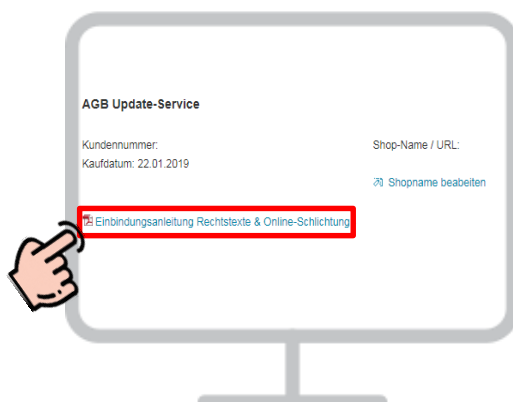 AGB Update-Service
Kundennummer:
Shop-Name / URL:
Kaufdatum: 22.01.2019
Shopname beabeiten
Einbindungsanleitung Rechtstexte & Online-Schlichtung